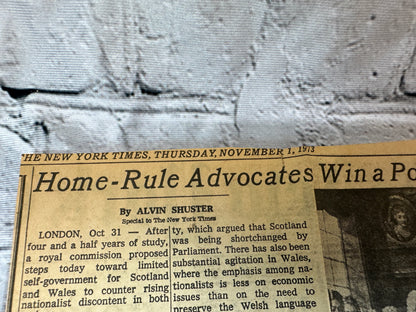 HE NEW YORK TIMES, THURSDAY, NOVEMBER 1, 1973
Home-Rule Advocates Win a Po
By ALVIN SHUSTER
Special to The New York Times
LONDON, Oct 31 — After
four and a half years of study,
a royal commission proposed
steps today toward limited
self-government for Scotland
and Wales to counter rising
nationalist discontent in both
ty, which argued that Scotland
was being shortchanged by
Parliament. There has also been
substantial agitation in Wales,
where the emphasis among na-
tionalists is less on economic
issues than on the need to
preserve the Welsh language